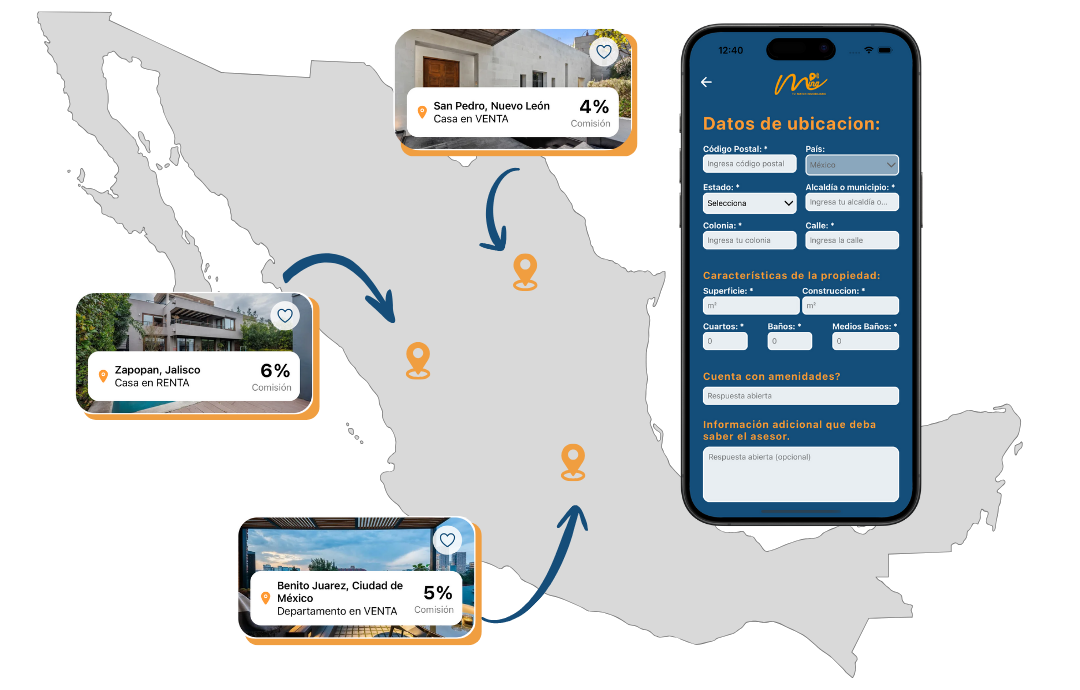 San Pedro, Nuevo León
Casa en VENTA
4%
Comisión
Zapopan, Jalisco
Casa en RENTA
6%
Comisión
Benito Juarez, Ciudad de
México
Departamento en VENTA
5%
Comisión
12:40
Datos de ubicacion:
Código Postal: * País:
Ingresa código postal México
Estado: * Alcaldía o municipio: *
Selecciona Ingresa tu alcaldía o...
Colonia: * Calle: *
Ingresa tu colonia Ingresa la calle
Características de la propiedad:
Superficie: * Construccion: *
m² m²
Cuartos: * Baños: * Medios Baños: *
0 0 0
Cuenta con amenidades?
Respuesta abierta
Información adicional que deba
saber el asesor.
Respuesta abierta (opcional)